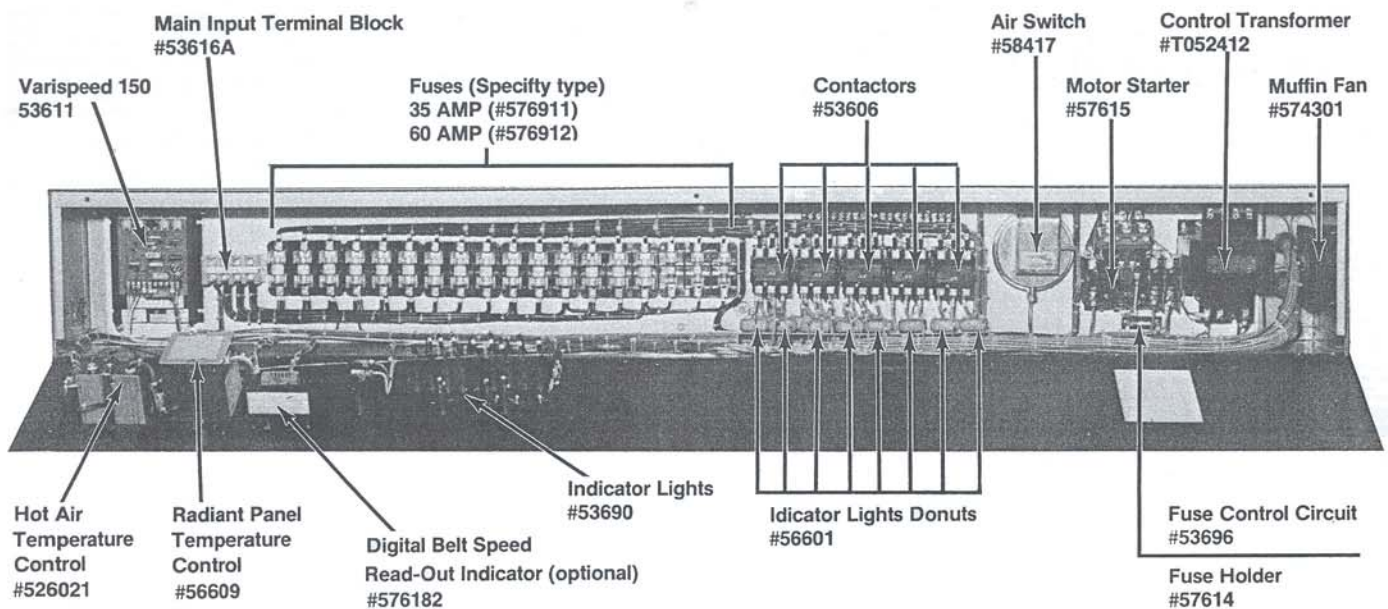 Main Input Terminal Block
#53616A
Air Switch
#58417
Control Transformer
#T052412
Varispeed 150
53611
Fuses (Specifty type)
35 AMP (#576911)
60 AMP (#576912)
Contactors
#53606
Motor Starter
#57615
Muffin Fan
#574301
Hot Air
Temperature
Control
#526021
Radiant Panel
Temperature
Control
#56609
Digital Belt Speed
Read-Out Indicator (optional)
#576182
Indicator Lights
#53690
Idicator Lights Donuts
#56601
Fuse Control Circuit
#53696
Fuse Holder
#57614